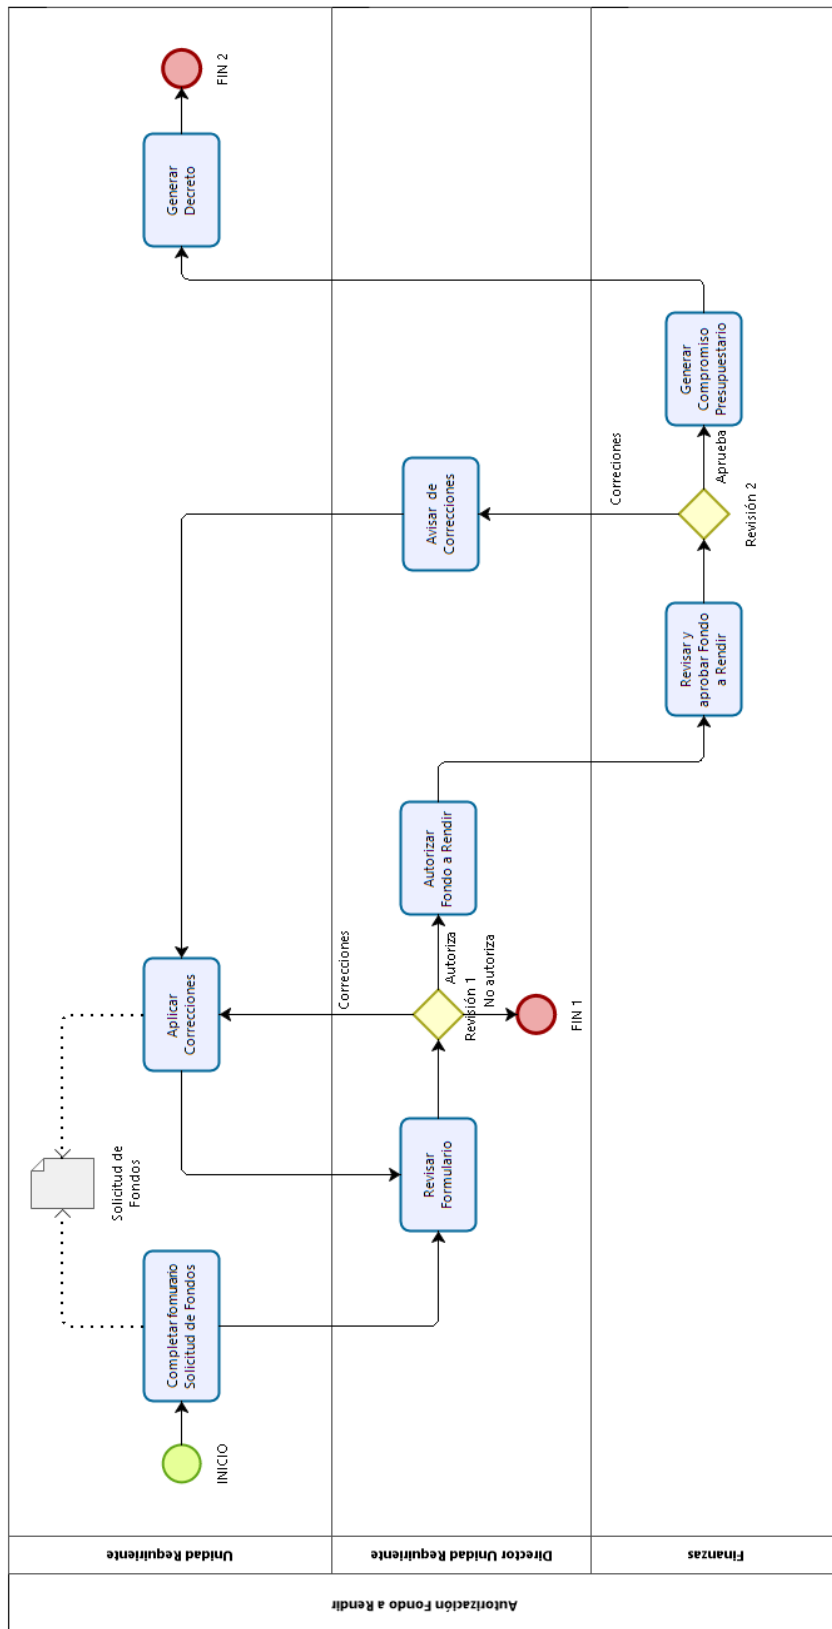 Autorización Fondo a Rendir
Unidad Requiriente
INICIO
Completar fomurario
Solicitud de Fondos
Solicitud de
Fondos
Aplicar
Correcciones
Generar
Decreto
FIN 2
Director Unidad Requiriente
Revisar
Formulario
Revisión 1
Correcciones
Autoriza
No autoriza
FIN 1
Autorizar
Fondo a Rendir
Avisar de
Correcciones
Finanzas
Revisar y
aprobar Fondo
a Rendir
Revisión 2
Correciones
Aprueba
Generar
Compromiso
Presupuestario